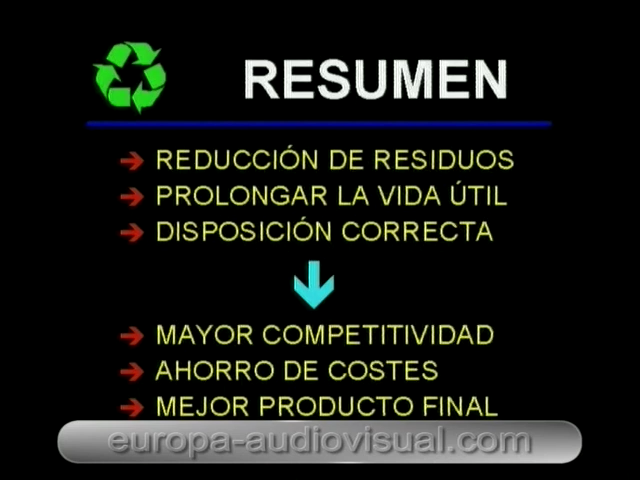 RESUMEN
REDUCCIÓN DE RESIDUOS
PROLONGAR LA VIDA ÚTIL
DISPOSICIÓN CORRECTA
MAYOR COMPETITIVIDAD
AHORRO DE COSTES
MEJOR PRODUCTO FINAL
europa-audiovisual.com